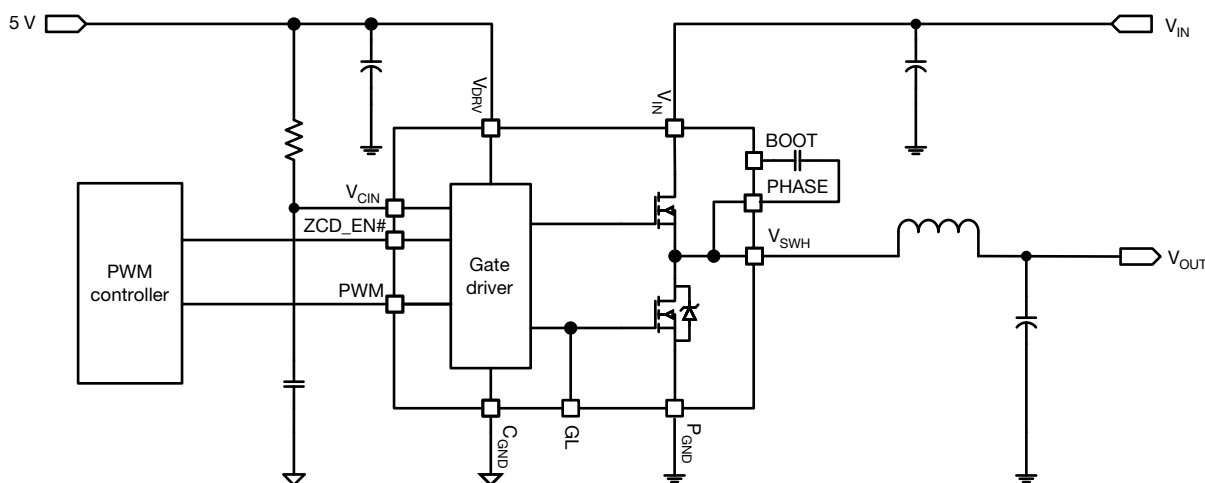 5 V
V_IN
V_DRV
V_IN
BOOT
PHASE
V_CIN
ZCD_EN#
V_SWH
PWM
controller
Gate
driver
V_OUT
PWM
C_GND
GL
P_GND